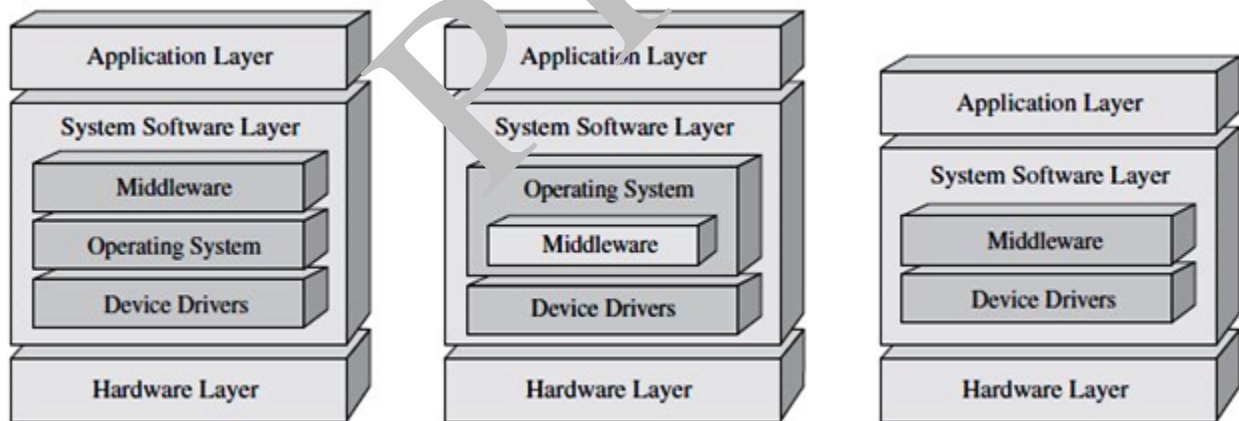 Application Layer
System Software Layer
Middleware
Operating System
Device Drivers
Hardware Layer
Application Layer
System Software Layer
Operating System
Middleware
Device Drivers
Hardware Layer
Application Layer
System Software Layer
Middleware
Device Drivers
Hardware Layer